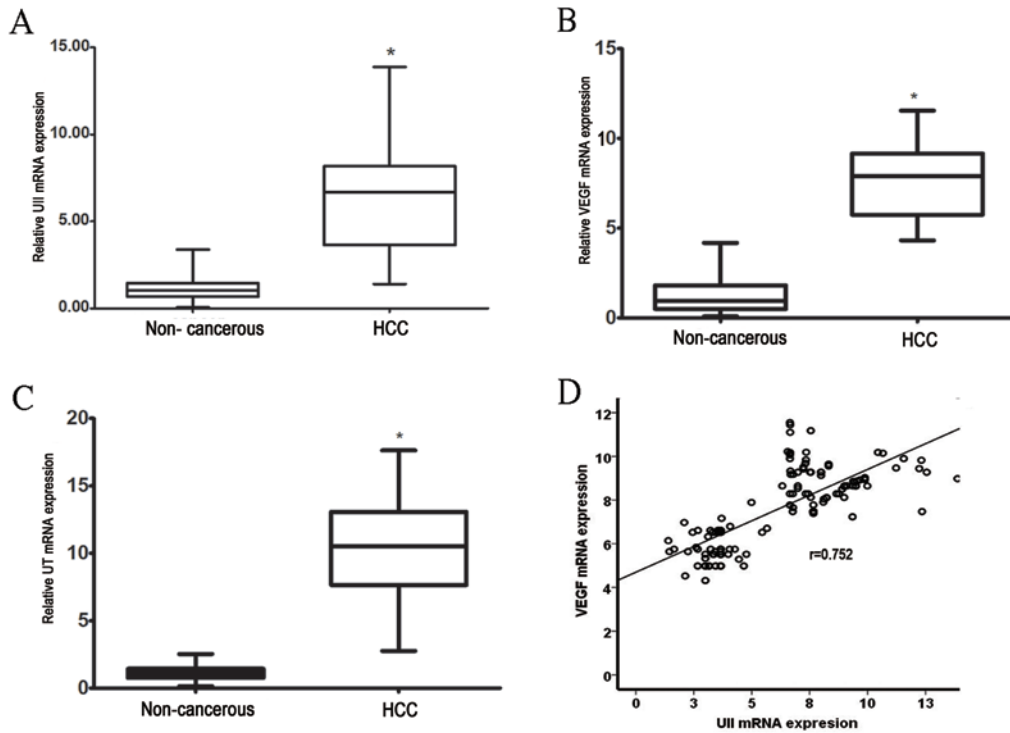 A
Relative UII mRNA expression
15.00
10.00
5.00
0.00
*
Non- cancerous
HCC
B
Relative VEGF mRNA expression
15
10
5
0
*
Non-cancerous
HCC
C
Relative UT mRNA expression
20
15
10
5
0
*
Non-cancerous
HCC
D
VEGF mRNA expression
12
10
8
6
4
2
0
r=0.752
0 3 5 8 10 13
UII mRNA expresion